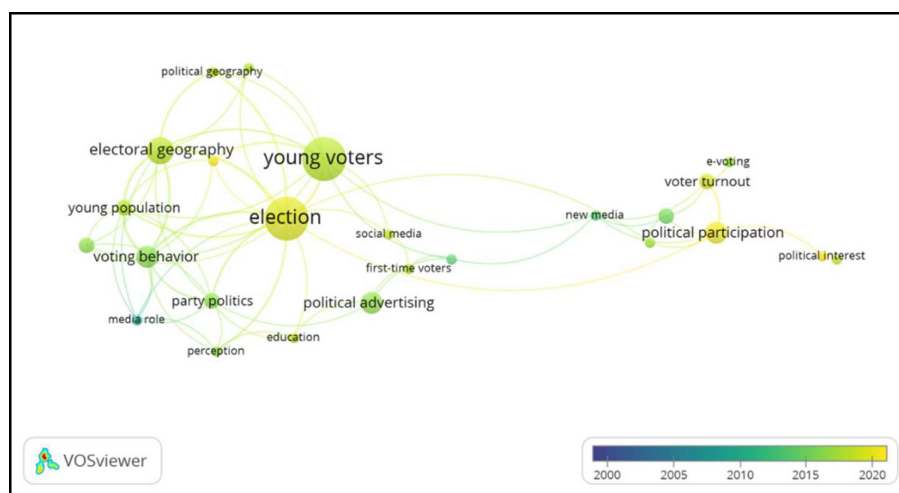 political geography
electoral geography
young voters
e-voting
voter turnout
young population
election
new media
social media
political participation
voting behavior
political interest
first-time voters
party politics
political advertising
media role
education
perception
VOSviewer
2000 2005 2010 2015 2020